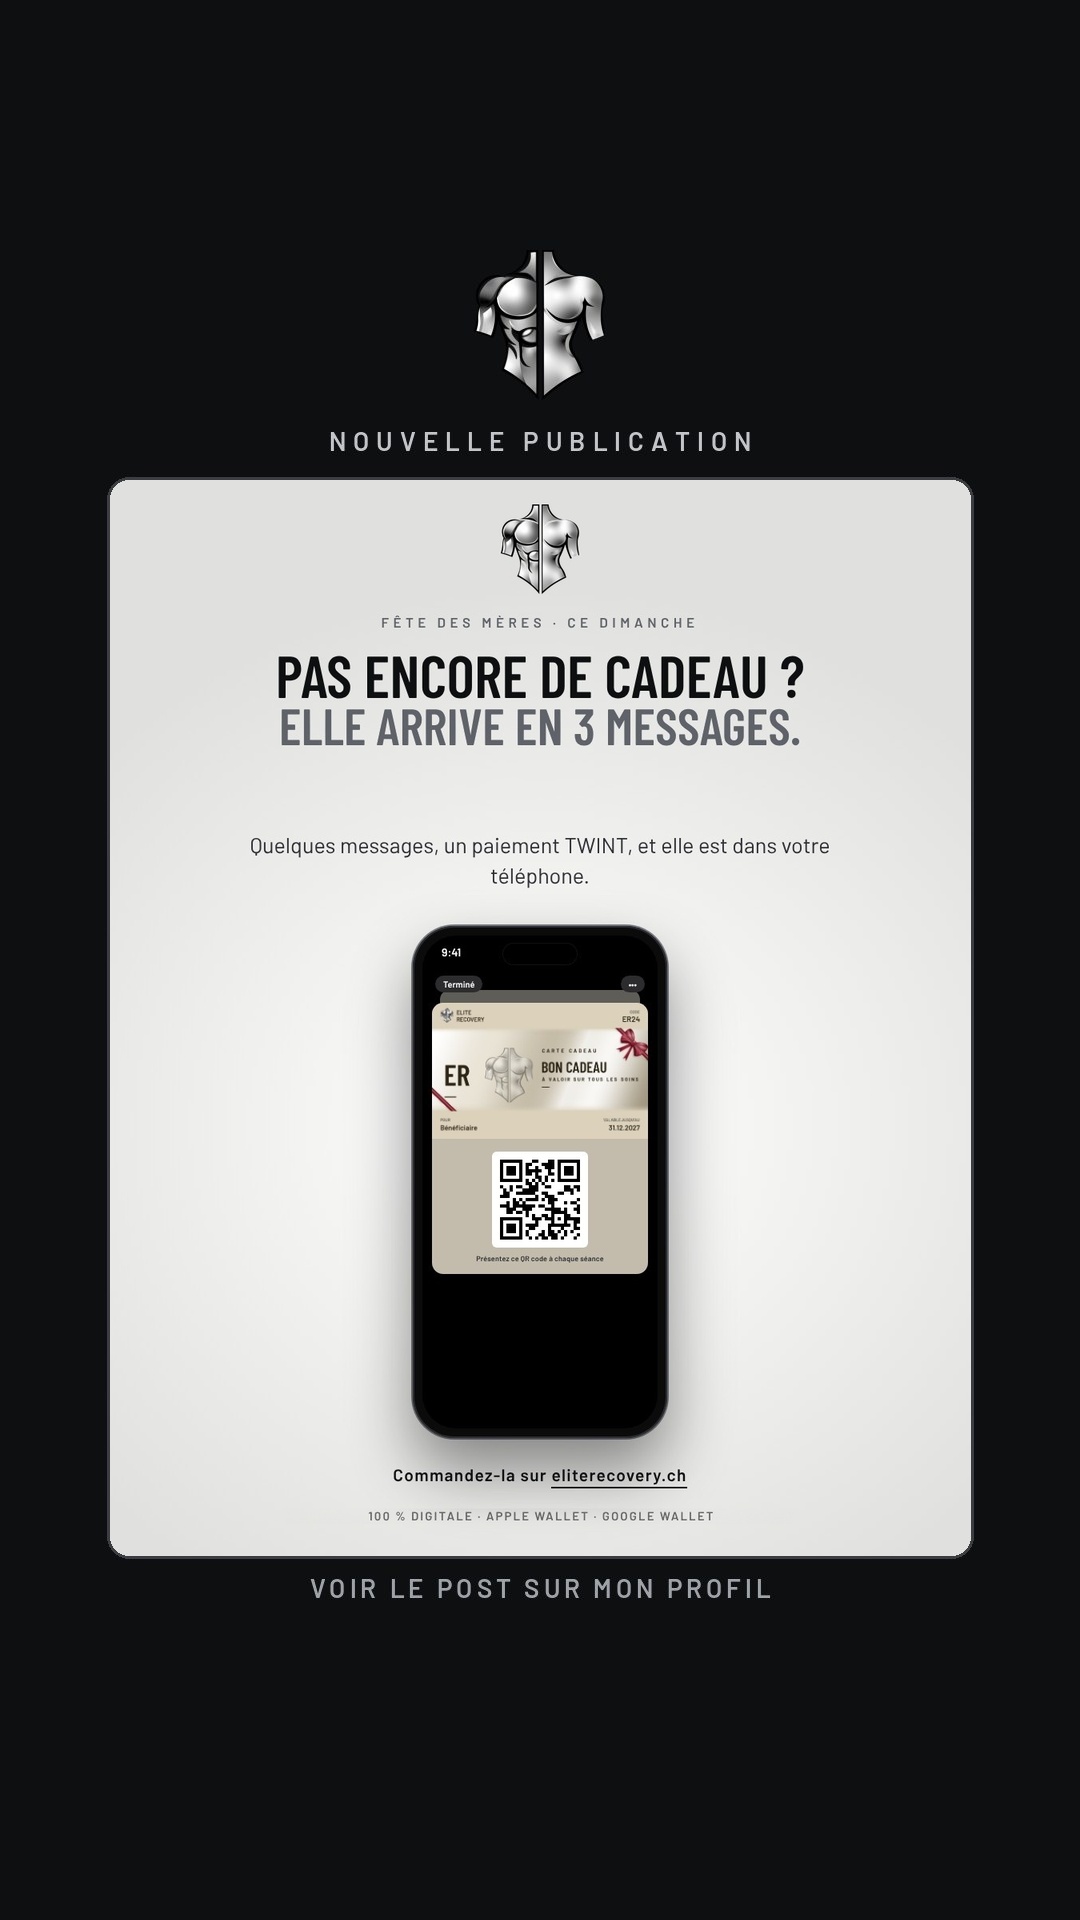 NOUVELLE PUBLICATION
FÊTE DES MÈRES · CE DIMANCHE
PAS ENCORE DE CADEAU ?
ELLE ARRIVE EN 3 MESSAGES.
Quelques messages, un paiement TWINT, et elle est dans votre
téléphone.
9:41
Terminé
ELITE
RECOVERY
ER24
ER
CARTE CADEAU
BON CADEAU
À VALOIR SUR TOUS LES SOINS
Bénéficiaire
31.12.2027
Présentez ce QR code à chaque séance
Commandez-la sur eliterecovery.ch
100 % DIGITALE · APPLE WALLET · GOOGLE WALLET
VOIR LE POST SUR MON PROFIL